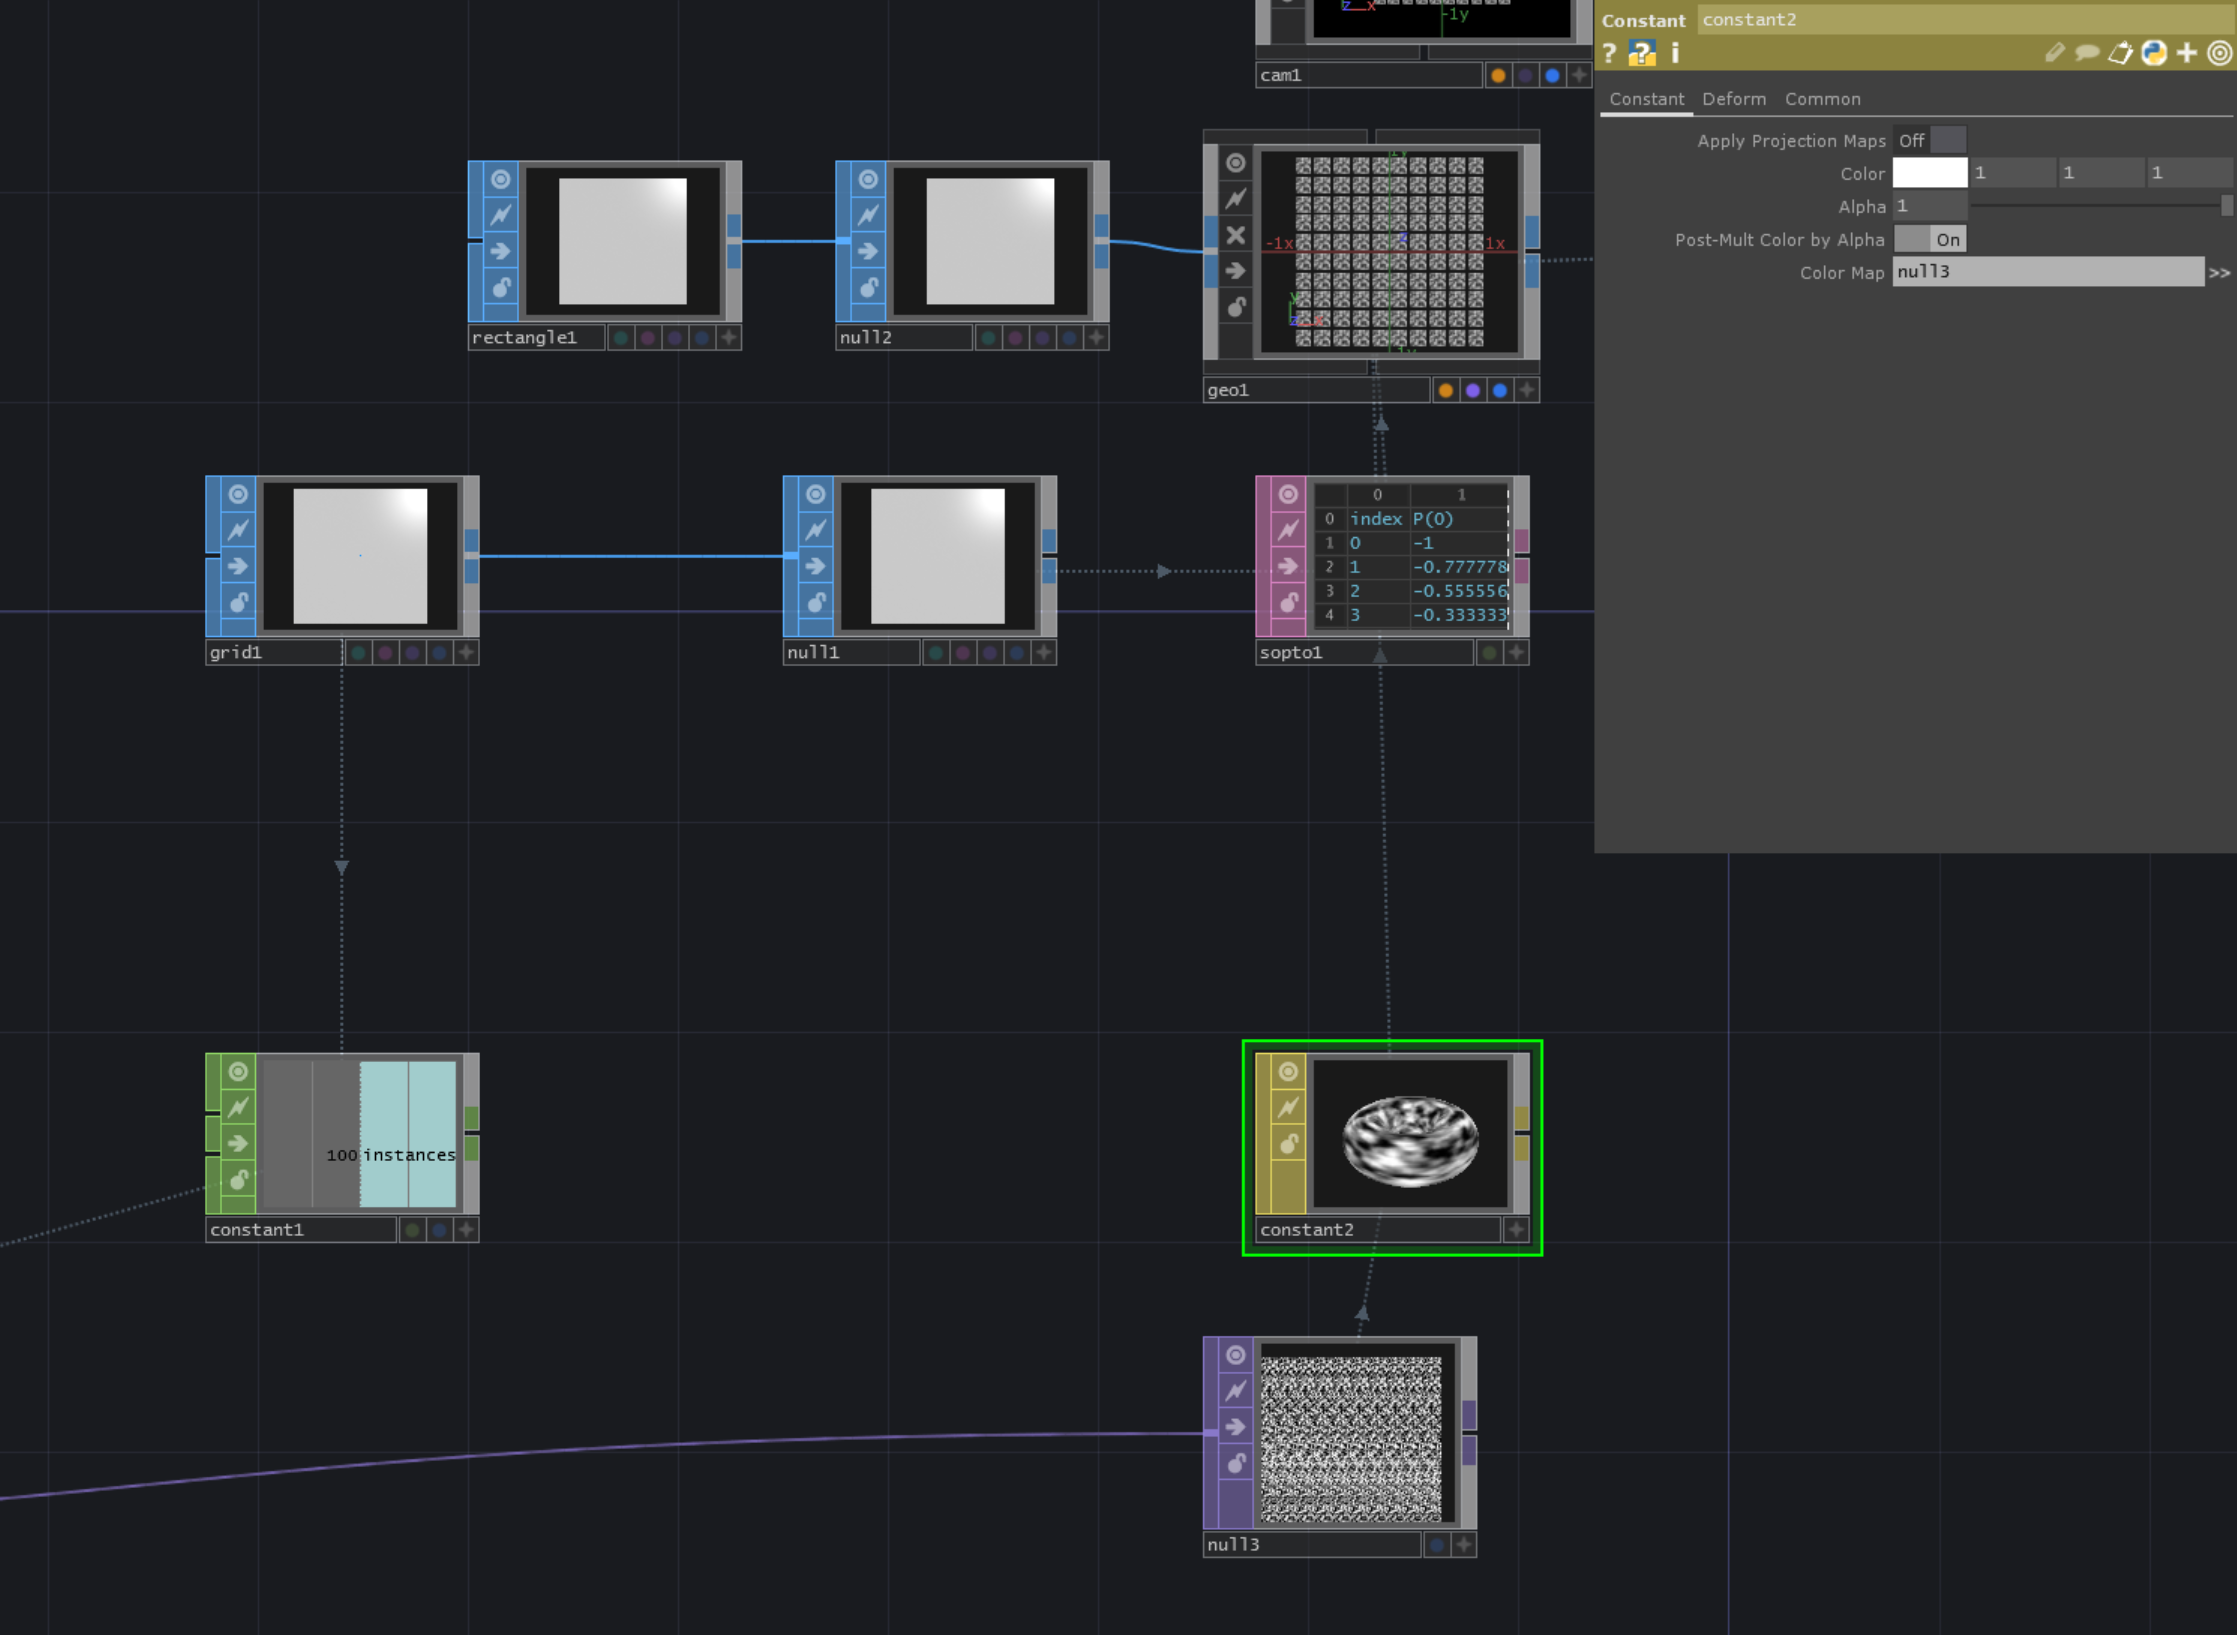 z x
-1y
cam1
Constant constant2
? ? i
Constant Deform Common
Apply Projection Maps Off
Color 1 1 1
Alpha 1
Post-Mult Color by Alpha On
Color Map null3 >>
rectangle1
null2
1y
-1x 1x
z
y
z x
geo1
0 1
0 index P(0)
1 0 -1
2 1 -0.777778
3 2 -0.555556
4 3 -0.333333
grid1
null1
sopto1
100 instances
constant1
constant2
null3